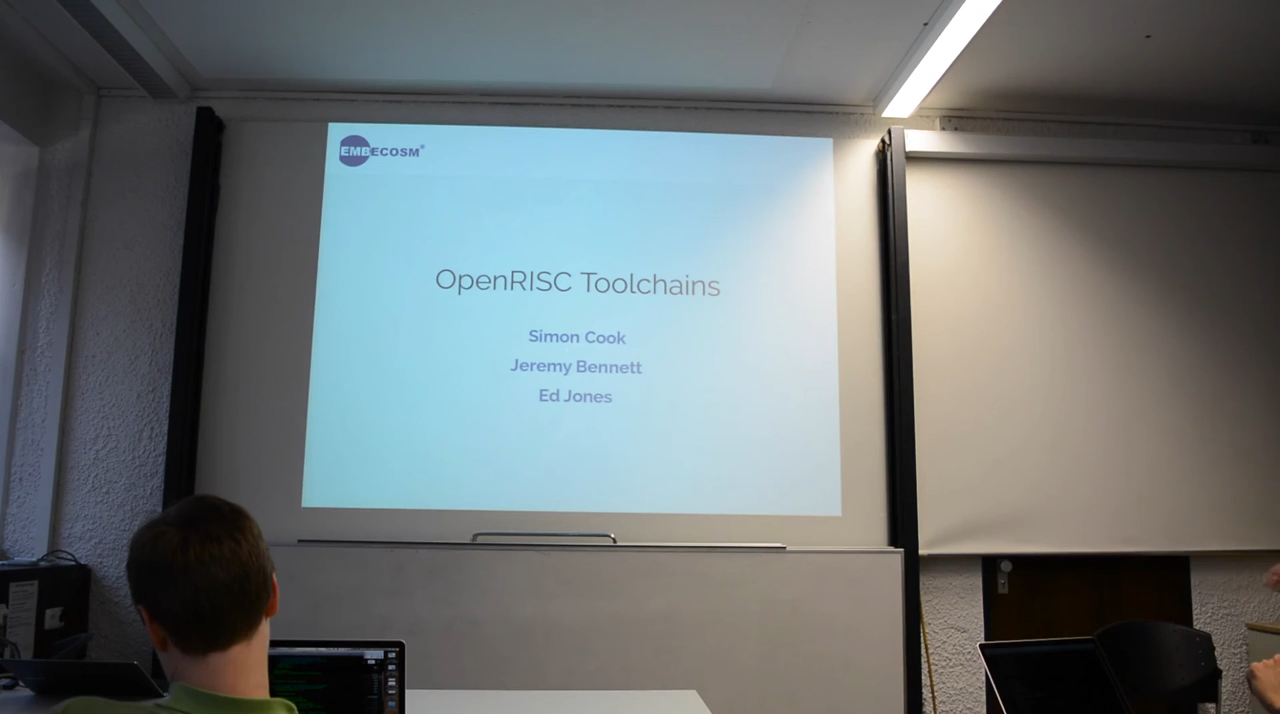 EMBECOSM®
OpenRISC Toolchains
Simon Cook
Jeremy Bennett
Ed Jones